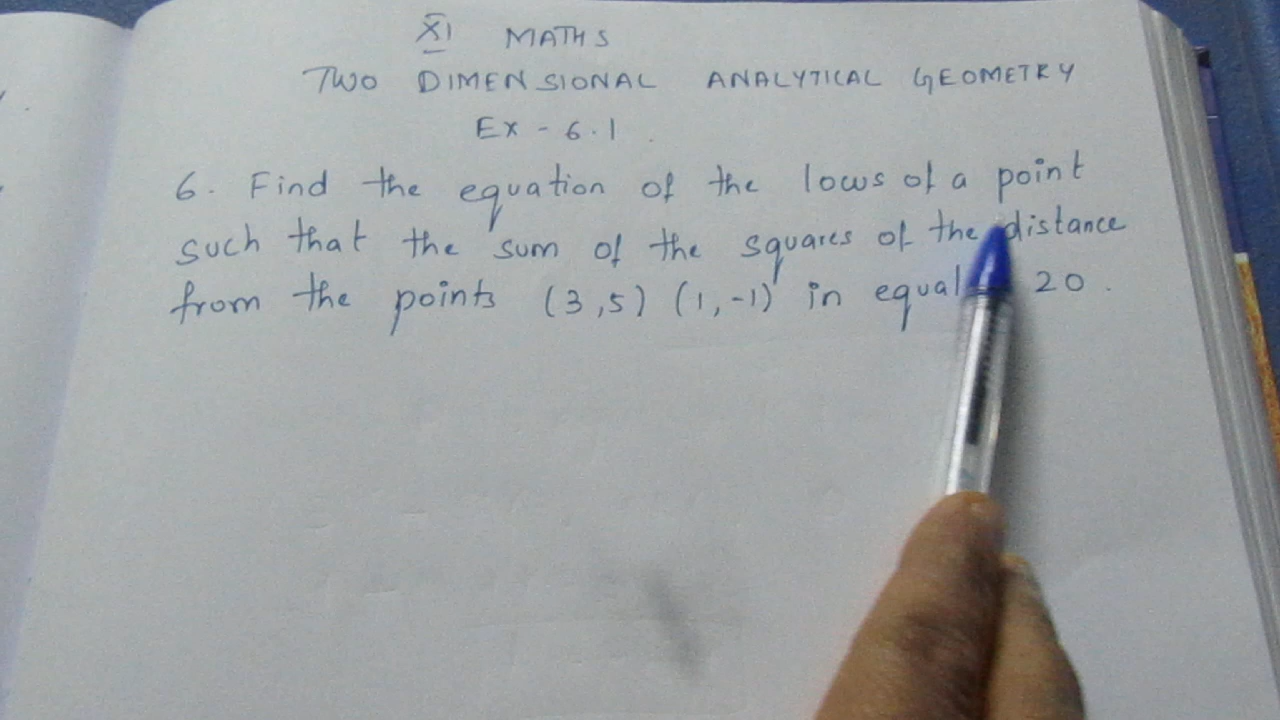 XI MATHS
TWO DIMENSIONAL ANALYTICAL GEOMETRY
Ex - 6.1
6. Find the equation of the locus of a point
such that the sum of the squares of the distance
from the points (3,5) (1,-1) in equal 20.